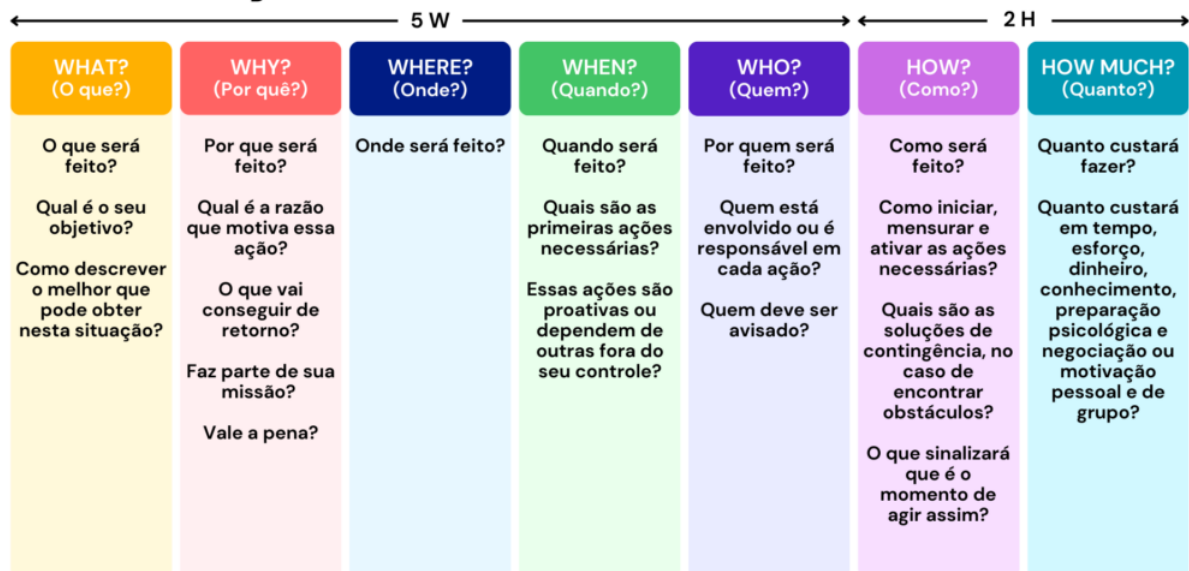 5 W
2 H
WHAT?
(O que?)
O que será
feito?
Qual é o seu
objetivo?
Como descrever
o melhor que
pode obter
nesta situação?
WHY?
(Por quê?)
Por que será
feito?
Qual é a razão
que motiva essa
ação?
O que vai
conseguir de
retorno?
Faz parte de sua
missão?
Vale a pena?
WHERE?
(Onde?)
Onde será feito?
WHEN?
(Quando?)
Quando será
feito?
Quais são as
primeiras ações
necessárias?
Essas ações são
proativas ou
dependem de
outras fora do
seu controle?
WHO?
(Quem?)
Por quem será
feito?
Quem está
envolvido ou é
responsável em
cada ação?
Quem deve ser
avisado?
HOW?
(Como?)
Como será
feito?
Como iniciar,
mensurar e
ativar as ações
necessárias?
Quais são as
soluções de
contingência, no
caso de
encontrar
obstáculos?
O que sinalizará
que é o
momento de
agir assim?
HOW MUCH?
(Quanto?)
Quanto custará
fazer?
Quanto custará
em tempo,
esforço,
dinheiro,
conhecimento,
preparação
psicológica e
negociação ou
motivação
pessoal e de
grupo?